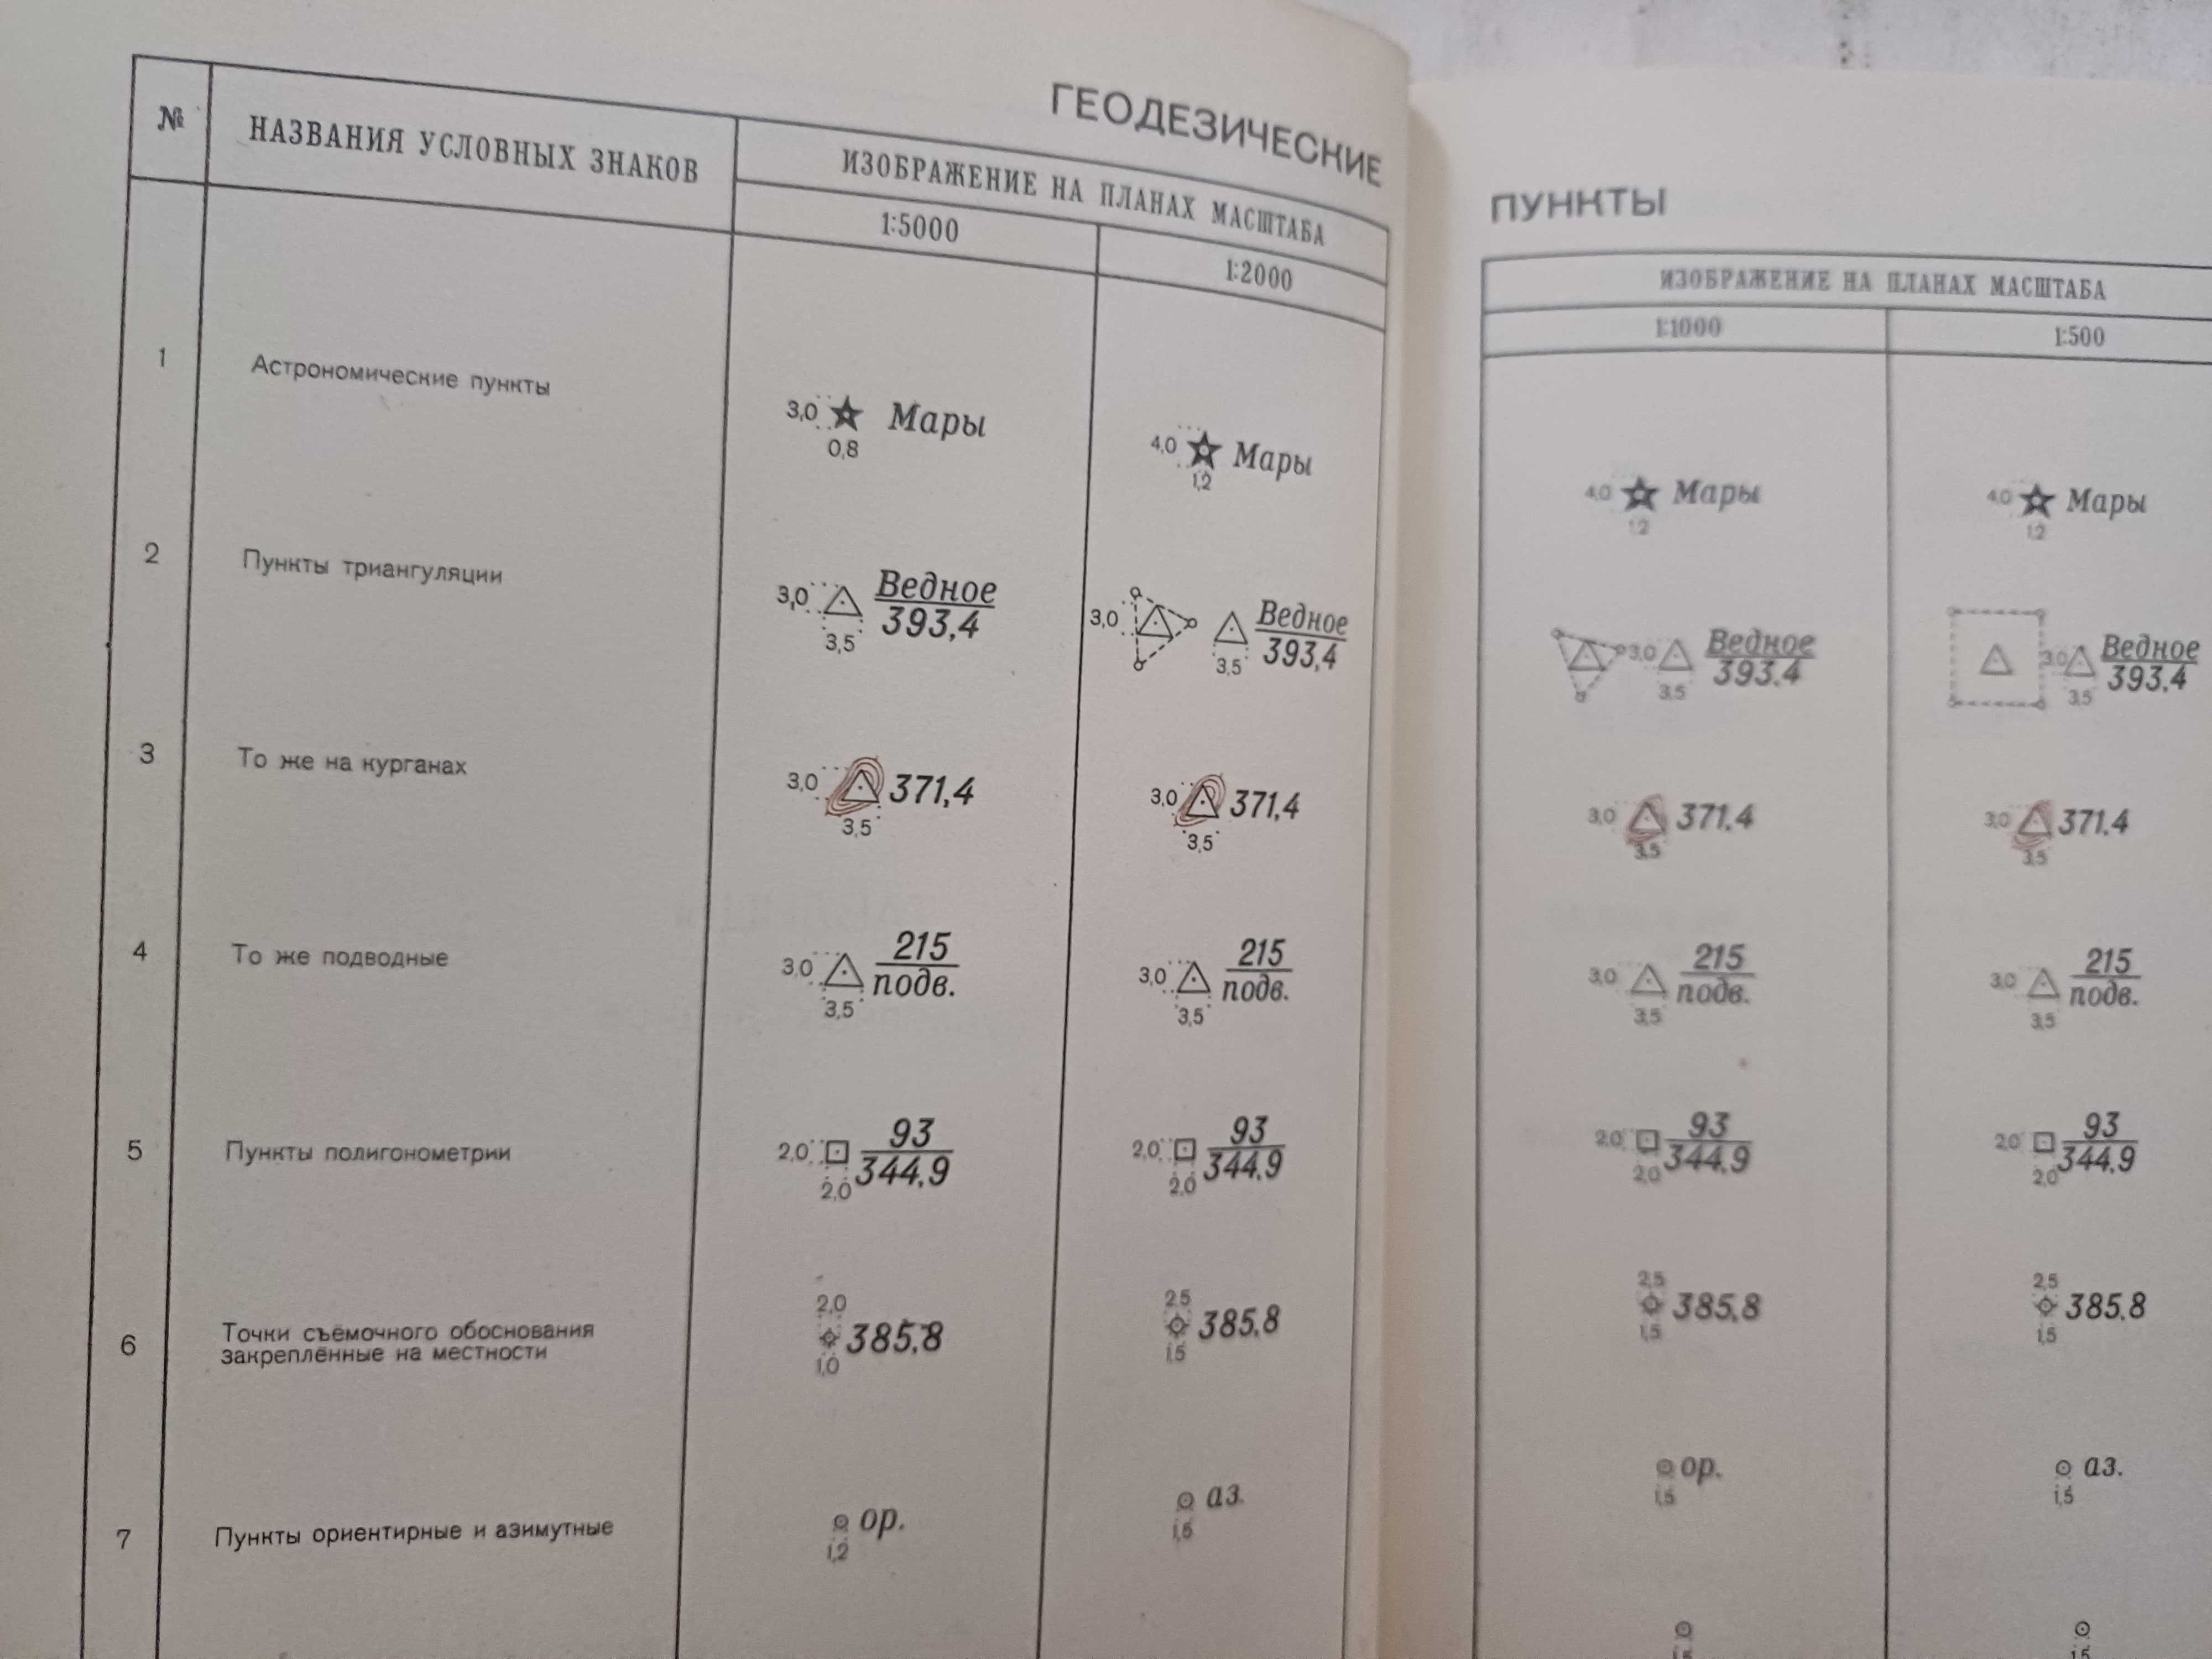 ГЕОДЕЗИЧЕСКИЕ
№ НАЗВАНИЯ УСЛОВНЫХ ЗНАКОВ ИЗОБРАЖЕНИЕ НА ПЛАНАХ МАСШТАБА
1:5000 1:2000
1 Астрономические пункты 3,0 0,8 Мары 4,0 1,2 Мары
2 Пункты триангуляции 3,0 3,5 Ведное 393,4 3,0 3,5 Ведное 393,4
3 То же на курганах 3,0 3,5 371,4 3,0 3,5 371,4
4 То же подводные 3,0 3,5 215 подв. 3,0 3,5 215 подв.
5 Пункты полигонометрии 2,0 2,0 93 344,9 2,0 2,0 93 344,9
6 Точки съёмочного обоснования
закреплённые на местности 2,0 1,0 385,8 2,5 1,5 385,8
7 Пункты ориентирные и азимутные 1,2 ор. 1,5 аз.
ПУНКТЫ
ИЗОБРАЖЕНИЕ НА ПЛАНАХ МАСШТАБА
1:1000 1:500
4,0 1,2 Мары 4,0 1,2 Мары
3,0 3,5 Ведное 393,4 3,0 3,5 Ведное 393,4
3,0 3,5 371,4 3,0 3,5 371,4
3,0 3,5 215 подв. 3,0 3,5 215 подв.
2,0 2,0 93 344,9 2,0 2,0 93 344,9
2,5 1,5 385,8 2,5 1,5 385,8
1,5 ор. 1,5 аз.
1,5 1,5